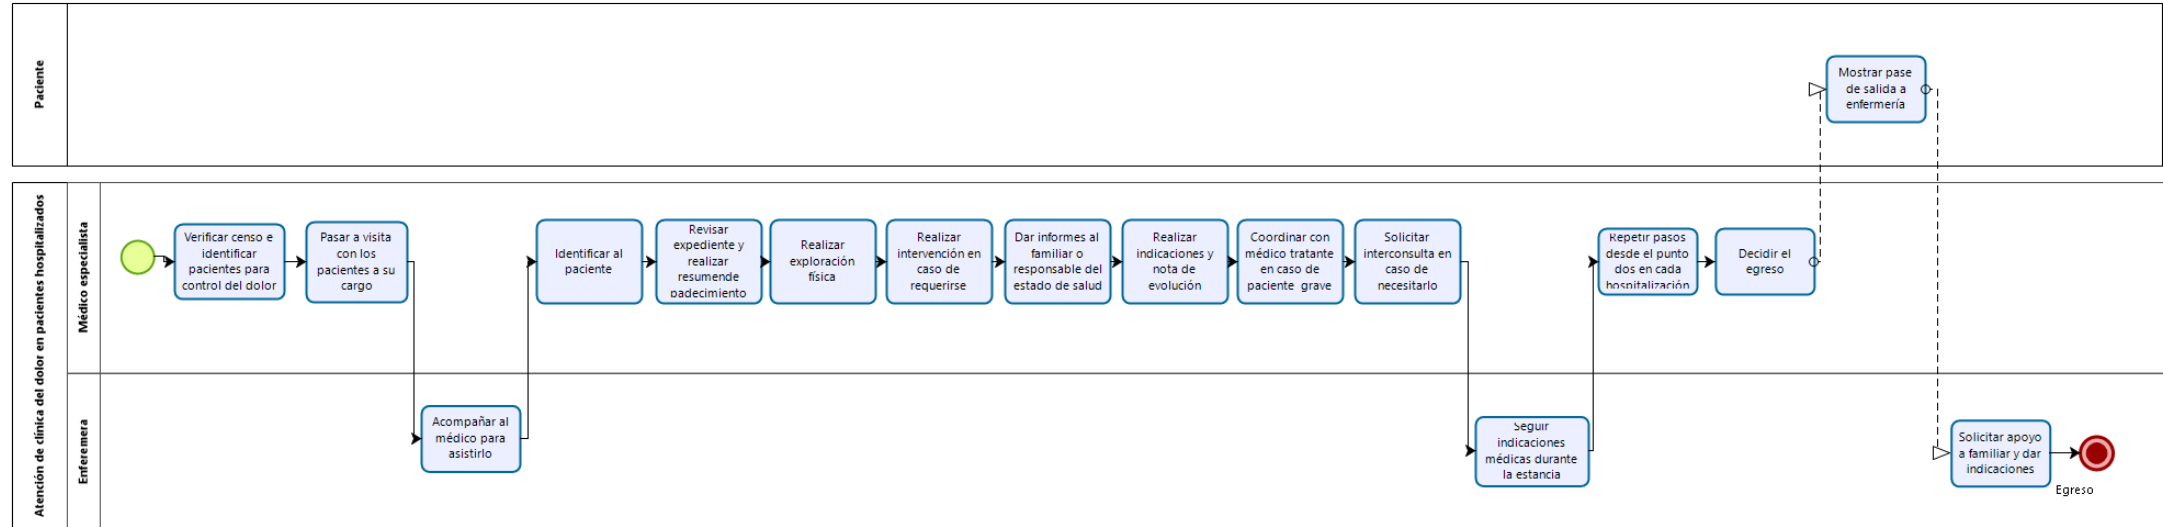 Paciente
Mostrar pase
de salida a
enfermería
Atención de clínica del dolor en pacientes hospitalizados
Médico especialista
Verificar censo e
identificar
pacientes para
control del dolor
Pasar a visita
con los
pacientes a su
cargo
Identificar al
paciente
Revisar
expediente y
realizar
resumende
padecimiento
Realizar
exploración
física
Realizar
intervención en
caso de
requerirse
Dar informes al
familiar o
responsable del
estado de salud
Realizar
indicaciones y
nota de
evolución
Coordinar con
médico tratante
en caso de
paciente grave
Solicitar
interconsulta en
caso de
necesitarlo
Repetir pasos
desde el punto
dos en cada
hospitalización
Decidir el
egreso
Enferemera
Acompañar al
médico para
asistirlo
Seguir
indicaciones
médicas durante
la estancia
Solicitar apoyo
a familiar y dar
indicaciones
Egreso